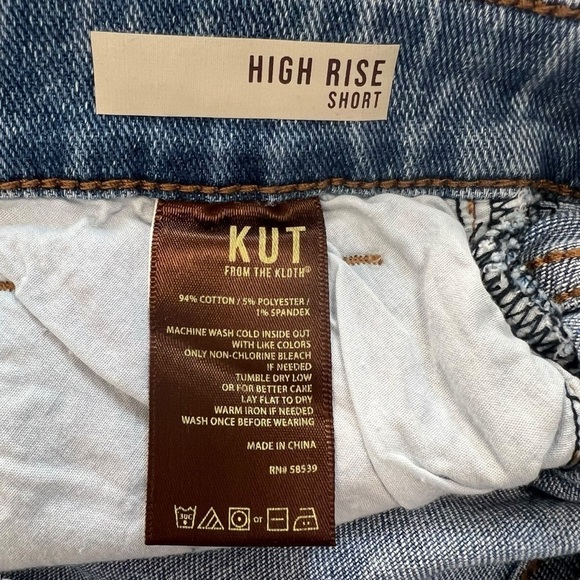 HIGH RISE
SHORT
KUT
FROM THE KLOTH®
94% COTTON / 5% POLYESTER /
1% SPANDEX
MACHINE WASH COLD INSIDE OUT
WITH LIKE COLORS
ONLY NON-CHLORINE BLEACH
IF NEEDED
TUMBLE DRY LOW
OR FOR BETTER CARE
LAY FLAT TO DRY
WARM IRON IF NEEDED
WASH ONCE BEFORE WEARING
MADE IN CHINA
RN# 58539
30C or